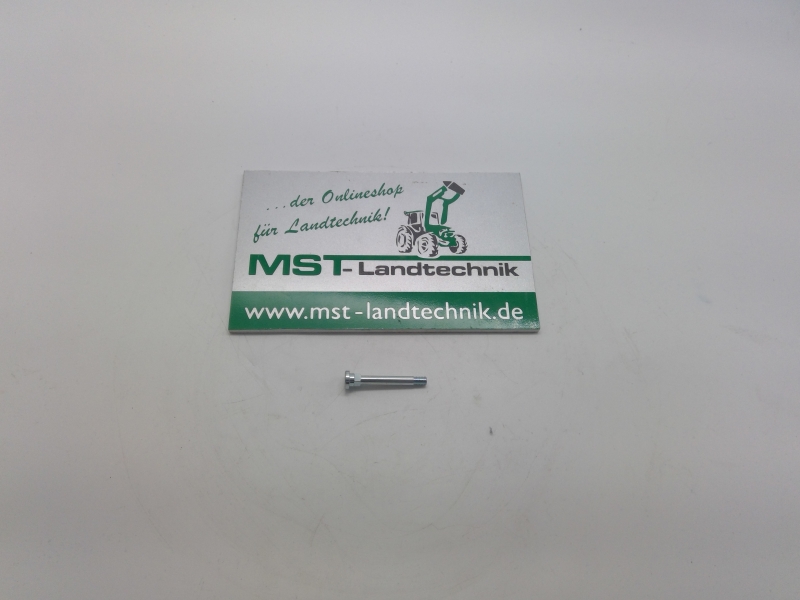 ...der Onlineshop
für Landtechnik!
MST-Landtechnik
www.mst-landtechnik.de